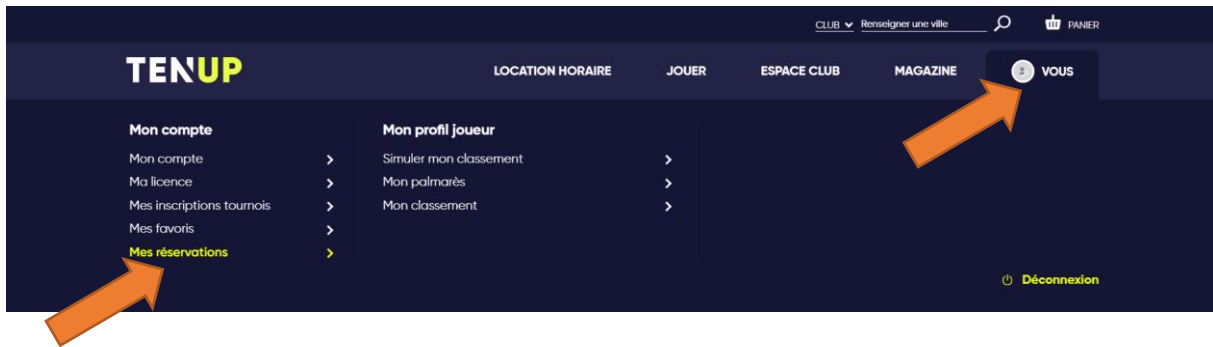 CLUB Renseigner une ville PANIER
TENUP LOCATION HORAIRE JOUER ESPACE CLUB MAGAZINE VOUS
Mon compte Mon profil joueur
Mon compte Simuler mon classement
Ma licence Mon palmarès
Mes inscriptions tournois Mon classement
Mes favoris
Mes réservations
Déconnexion